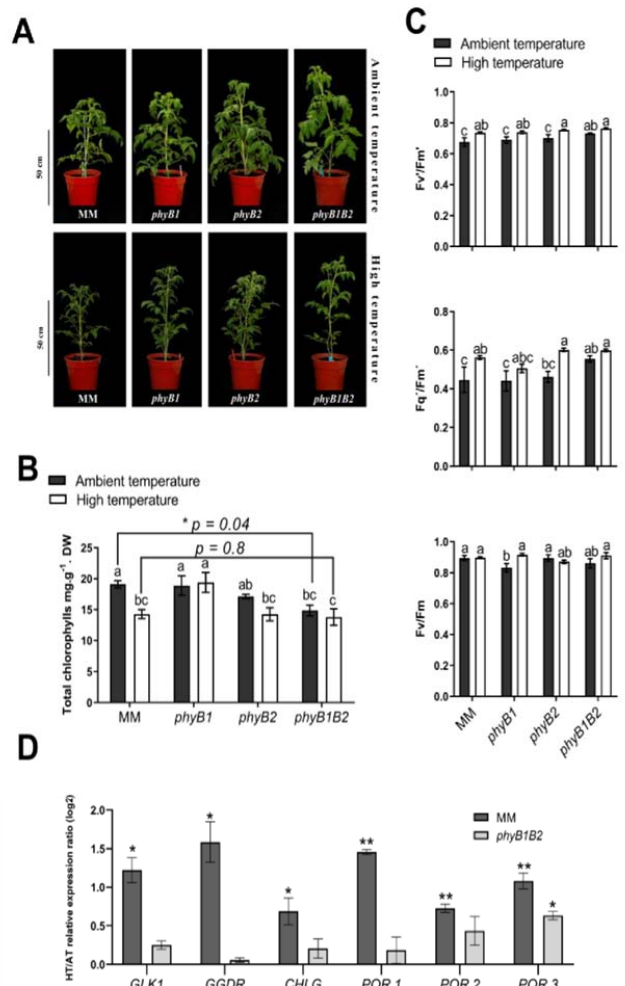 A
Ambient temperature
50 cm
MM
phyB1
phyB2
phyB1B2
High temperature
50 cm
MM
phyB1
phyB2
phyB1B2
B
Ambient temperature
High temperature
* p = 0.04
p = 0.8
Total chlorophylls mg.g-1. DW
25
20
15
10
5
0
a
bc
a
a
ab
bc
bc
c
MM
phyB1
phyB2
phyB1B2
C
Ambient temperature
High temperature
Fv'/Fm'
1.0
0.8
0.6
0.4
0.2
0.0
c
ab
c
ab
c
a
ab
a
Fq'/Fm'
0.8
0.6
0.4
0.2
0.0
c
ab
c
abc
bc
a
ab
a
Fv/Fm
1.0
0.8
0.6
0.4
0.2
0.0
a
a
b
a
a
ab
ab
a
MM
phyB1
phyB2
phyB1B2
D
HT/AT relative expression ratio (log2)
2.0
1.5
1.0
0.5
0.0
MM
phyB1B2
*
*
*
**
**
**
*
GLK1
GGDR
CHLG
POR 1
POR 2
POR 3